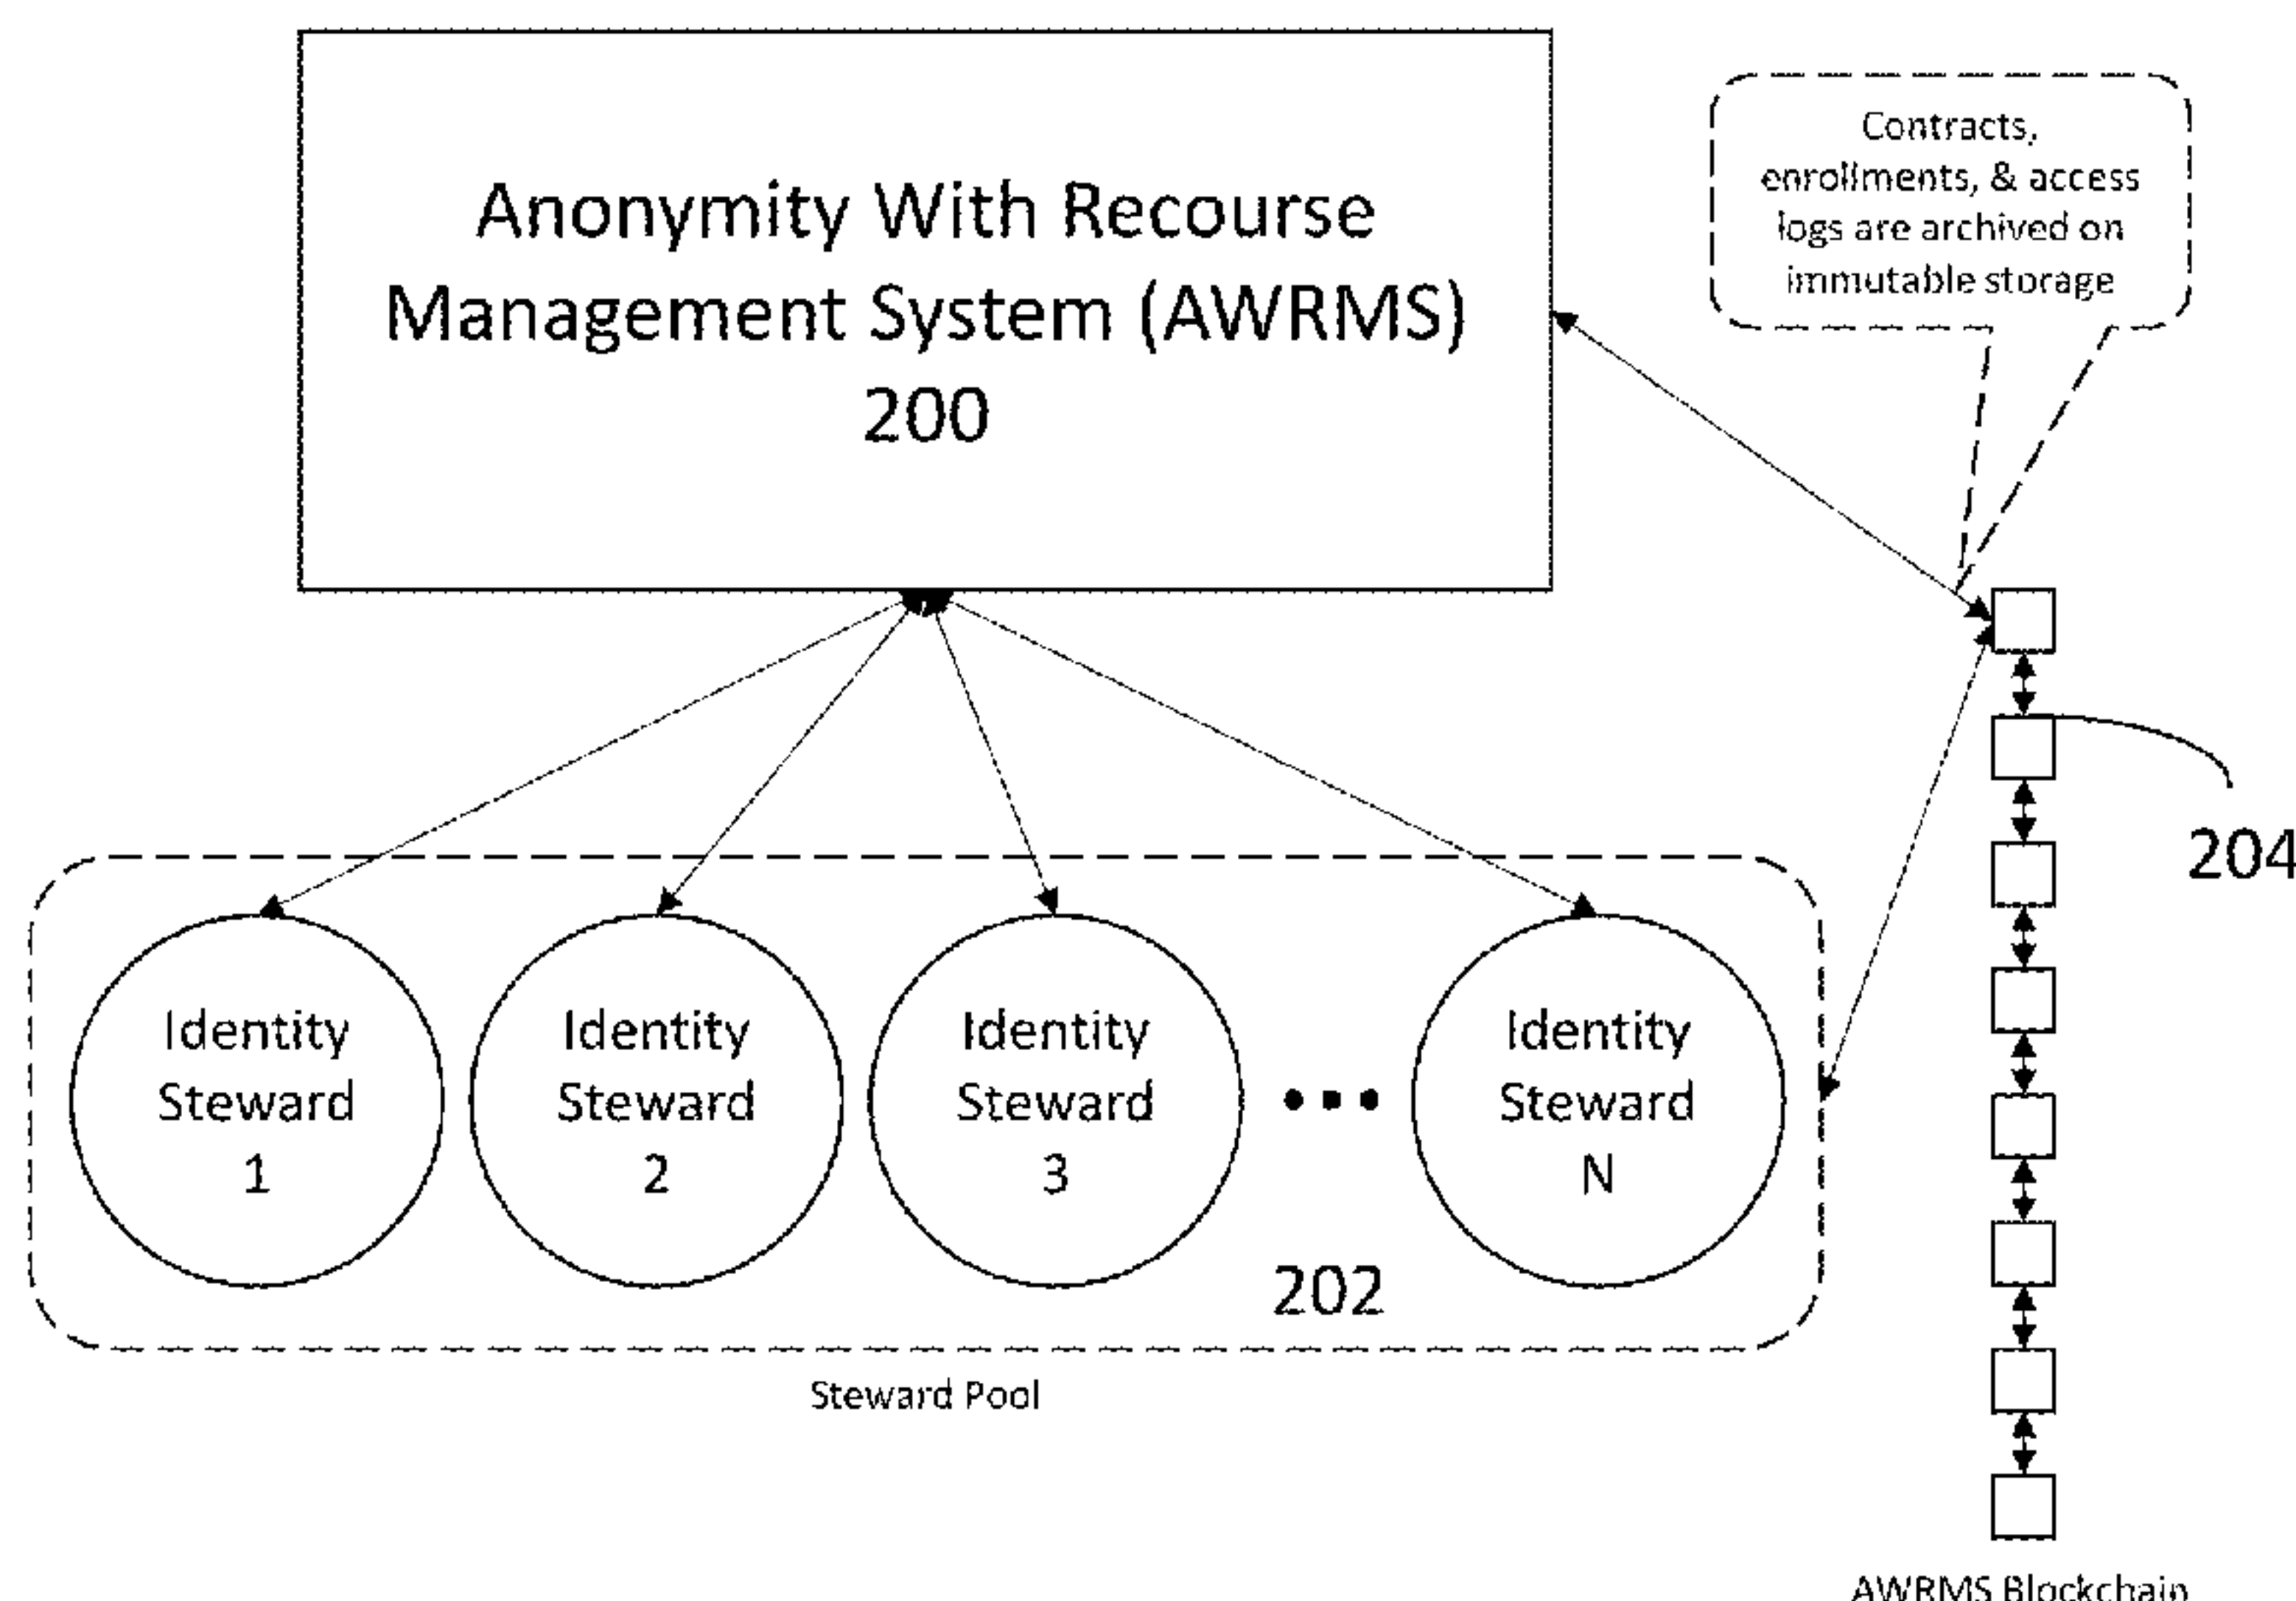 Anonymity With Recourse
Management System (AWRMS)
200
Contracts,
enrollments, & access
logs are archived on
immutable storage
204
Identity
Steward
1
Identity
Steward
2
Identity
Steward
3
Identity
Steward
N
202
Steward Pool
AWRMS Blockchain